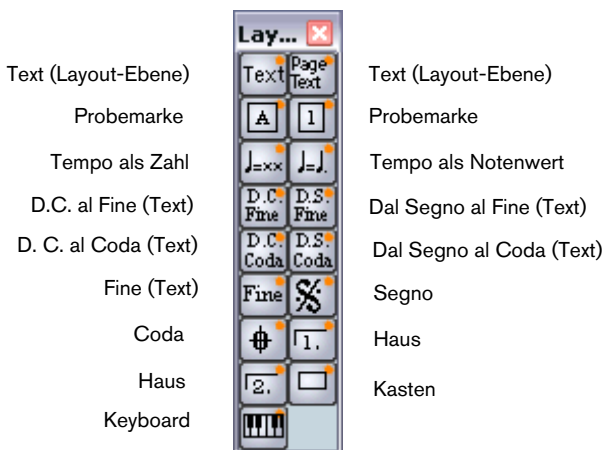 Lay...
Text (Layout-Ebene) Text Page Text Text (Layout-Ebene)
Probemarke A 1 Probemarke
Tempo als Zahl ♩=×× ♩=♩. Tempo als Notenwert
D.C. al Fine (Text) D.C. Fine D.S. Fine Dal Segno al Fine (Text)
D. C. al Coda (Text) D.C. Coda D.S. Coda Dal Segno al Coda (Text)
Fine (Text) Fine Segno
Coda 1. Haus
Haus 2. Kasten
Keyboard